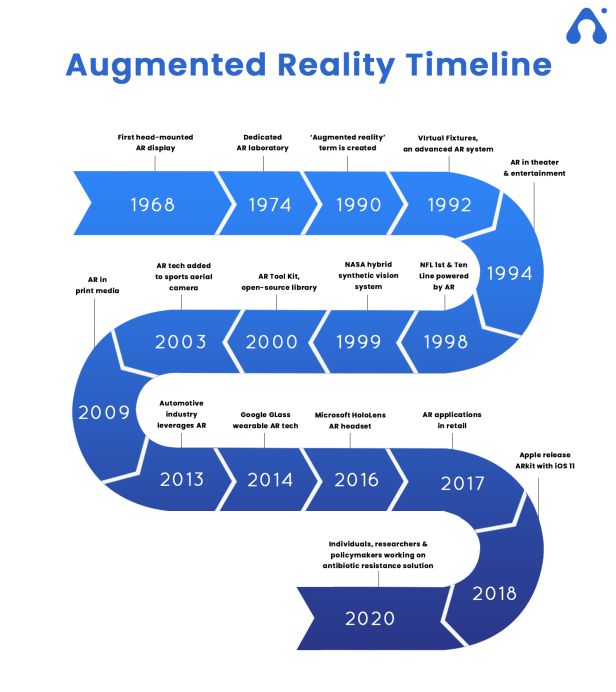 Augmented Reality Timeline
First head-mounted
AR display
Dedicated
AR laboratory
‘Augmented reality’
term is created
VIrtual Fixtures,
an advanced AR system
AR in theater
& entertainment
1968
1974
1990
1992
1994
NFL 1st & Ten
Line powered
by AR
NASA hybrid
synthetic vision
system
AR Tool Kit,
open-source library
AR tech added
to sports aerial
camera
AR in
print media
1998
1999
2000
2003
2009
Automotive
industry
leverages AR
Google GLass
wearable AR tech
Microsoft HoloLens
AR headset
AR applications
in retail
Apple release
ARkit with iOS 11
2013
2014
2016
2017
2018
Individuals, researchers &
policymakers working on
antibiotic resistance solution
2020